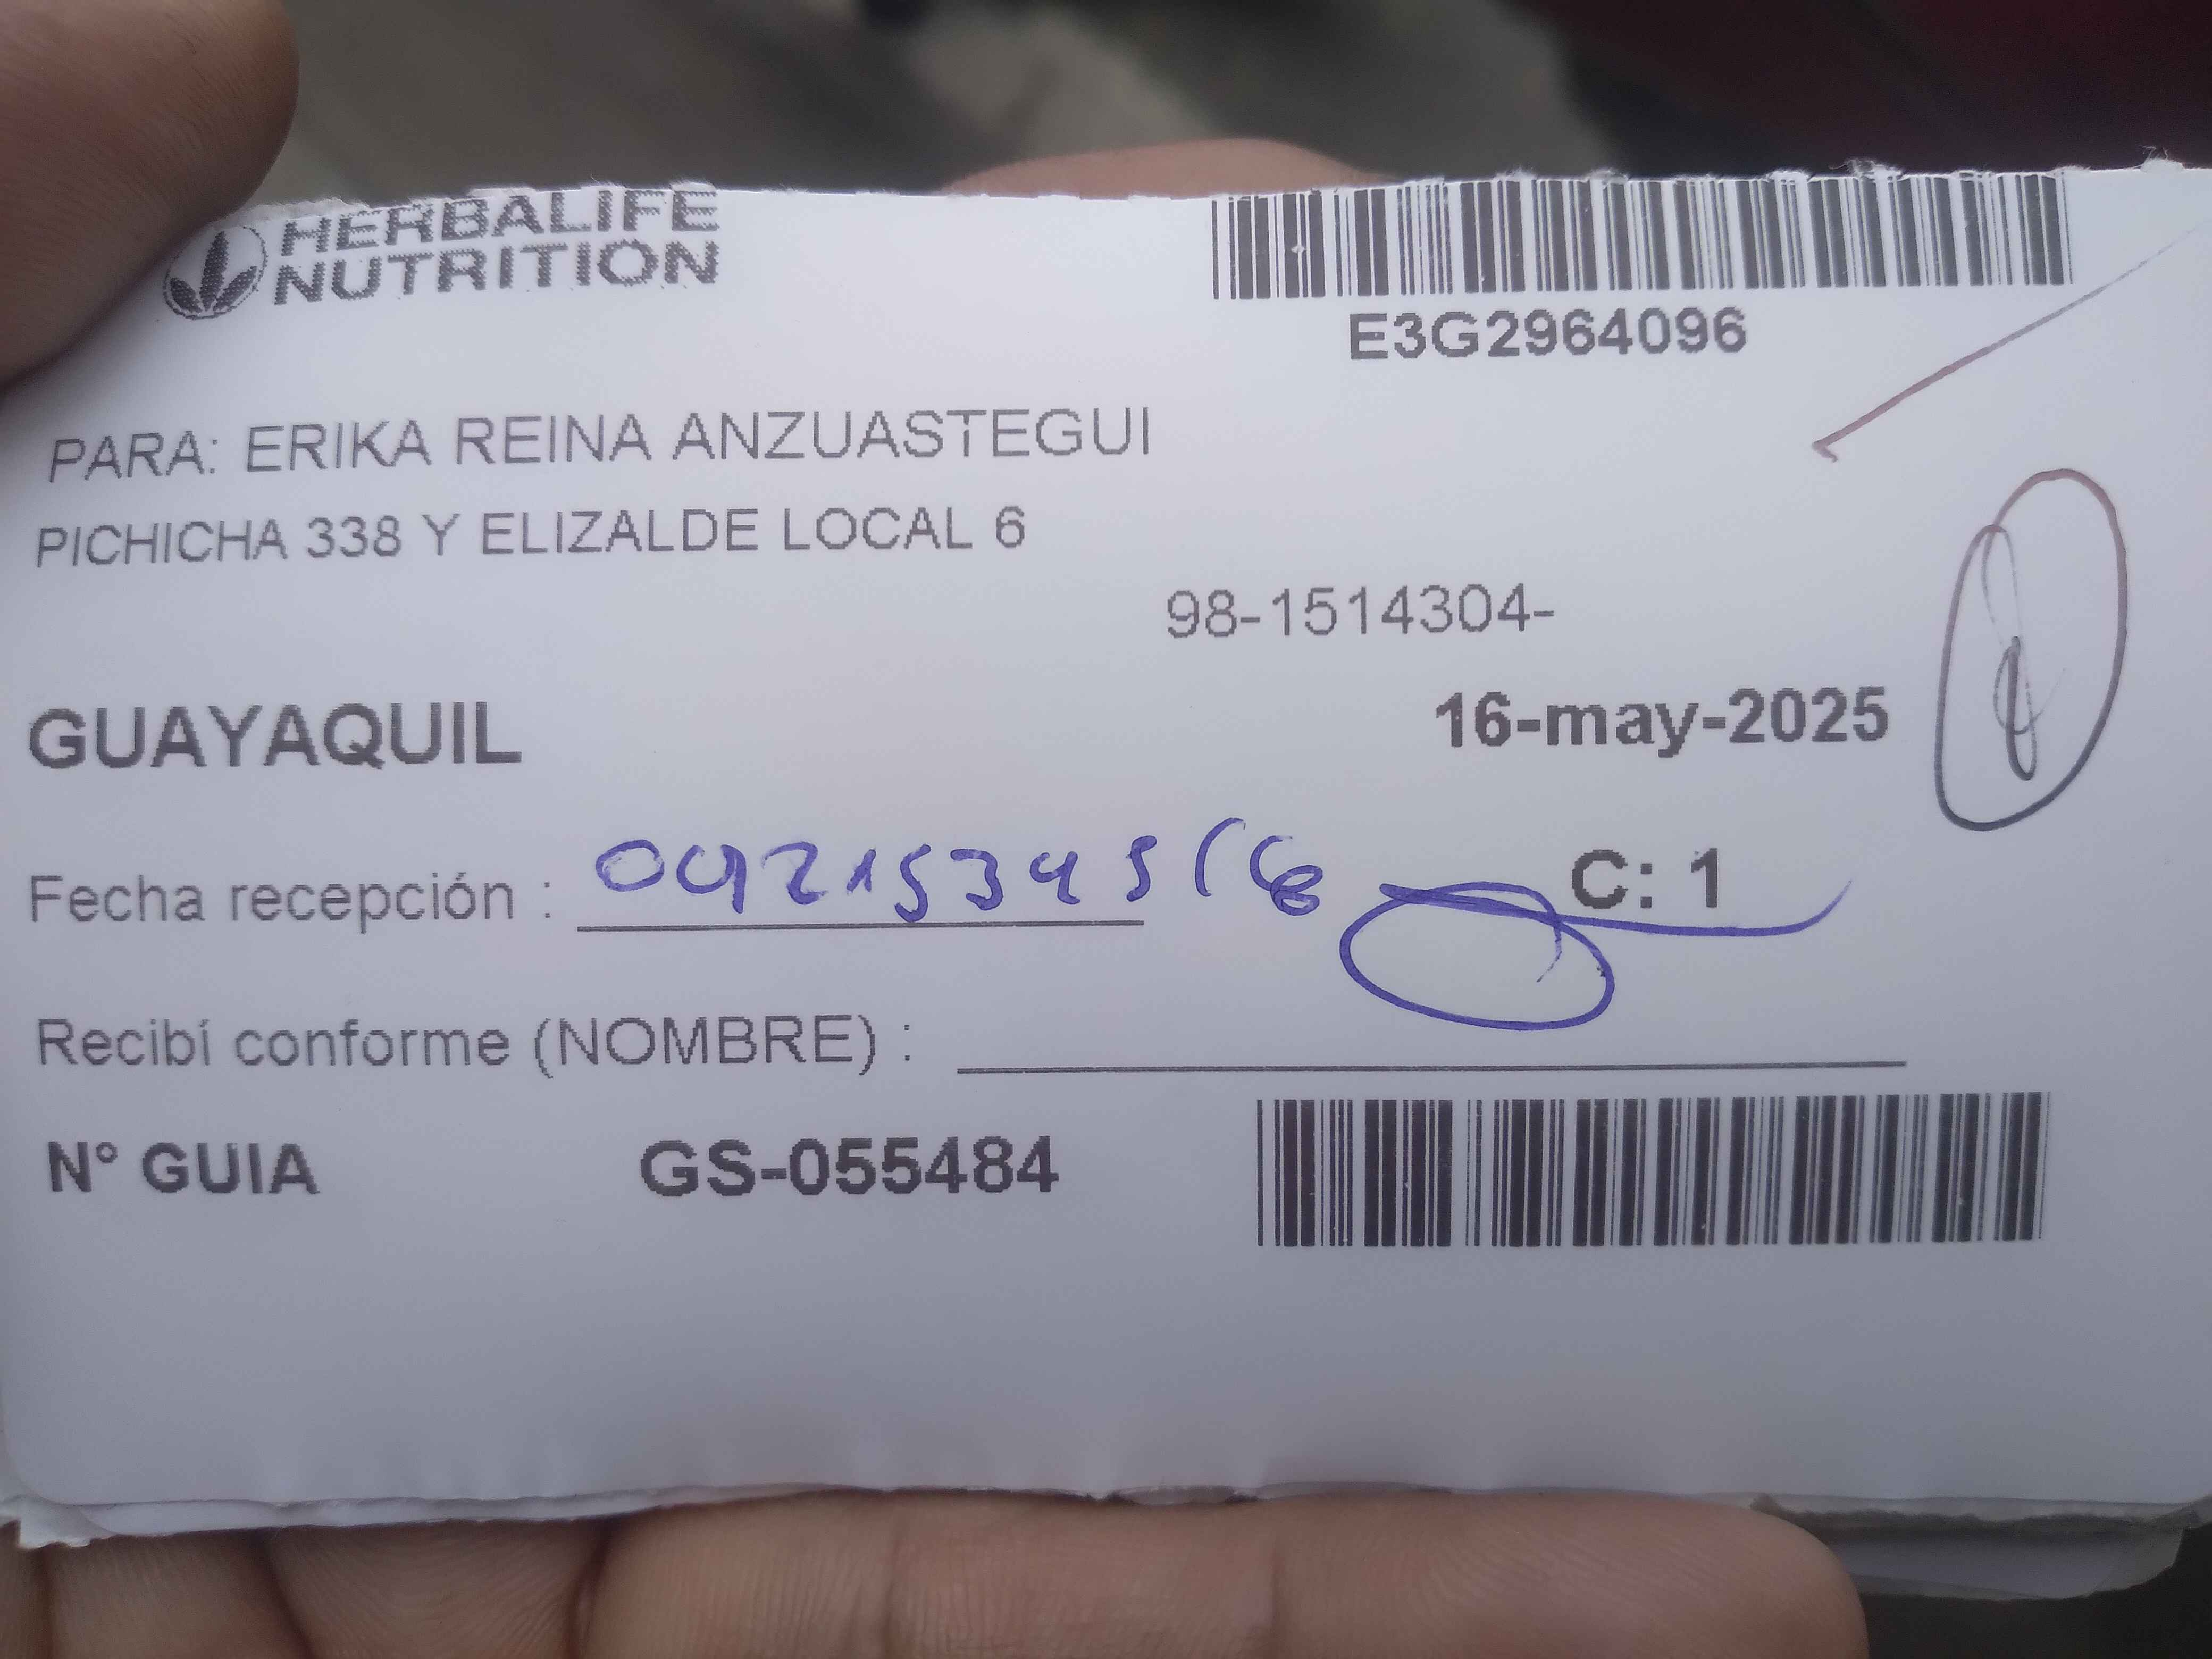 HERBALIFE
NUTRITION
E3G2964096
PARA: ERIKA REINA ANZUASTEGUI
PICHICHA 338 Y ELIZALDE LOCAL 6
98-1514304-
GUAYAQUIL
16-may-2025
Fecha recepción :
C: 1
Recibí conforme (NOMBRE) :
N° GUIA GS-055484